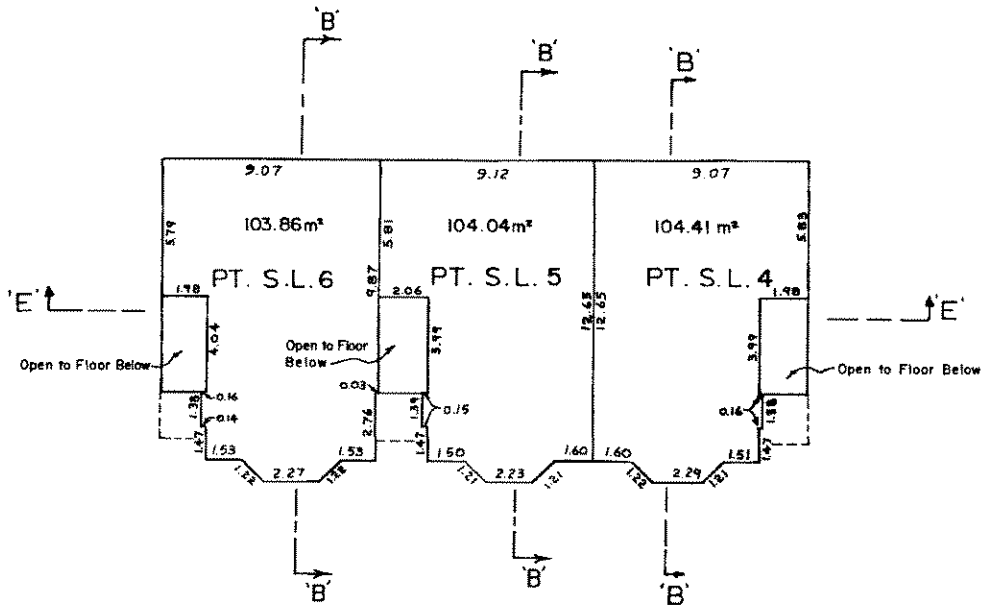 'B'
'B'
'B'
9.07
9.12
9.07
5.79
103.86m²
5.81
104.04m²
104.41 m²
5.83
PT. S.L. 6
PT. S.L. 5
PT. S.L. 4
9.87
12.65
12.65
'E'
1.98
2.06
1.98
'E'
4.04
Open to Floor Below
Open to Floor
Below
3.99
3.99
Open to Floor Below
0.16
0.03
1.38
0.14
1.39
0.15
0.16
1.38
2.76
1.47
1.47
1.47
1.53
1.53
1.50
1.60
1.60
1.51
1.22
2.27
1.22
1.21
2.23
1.21
1.22
2.29
1.21
'B'
'B'
'B'